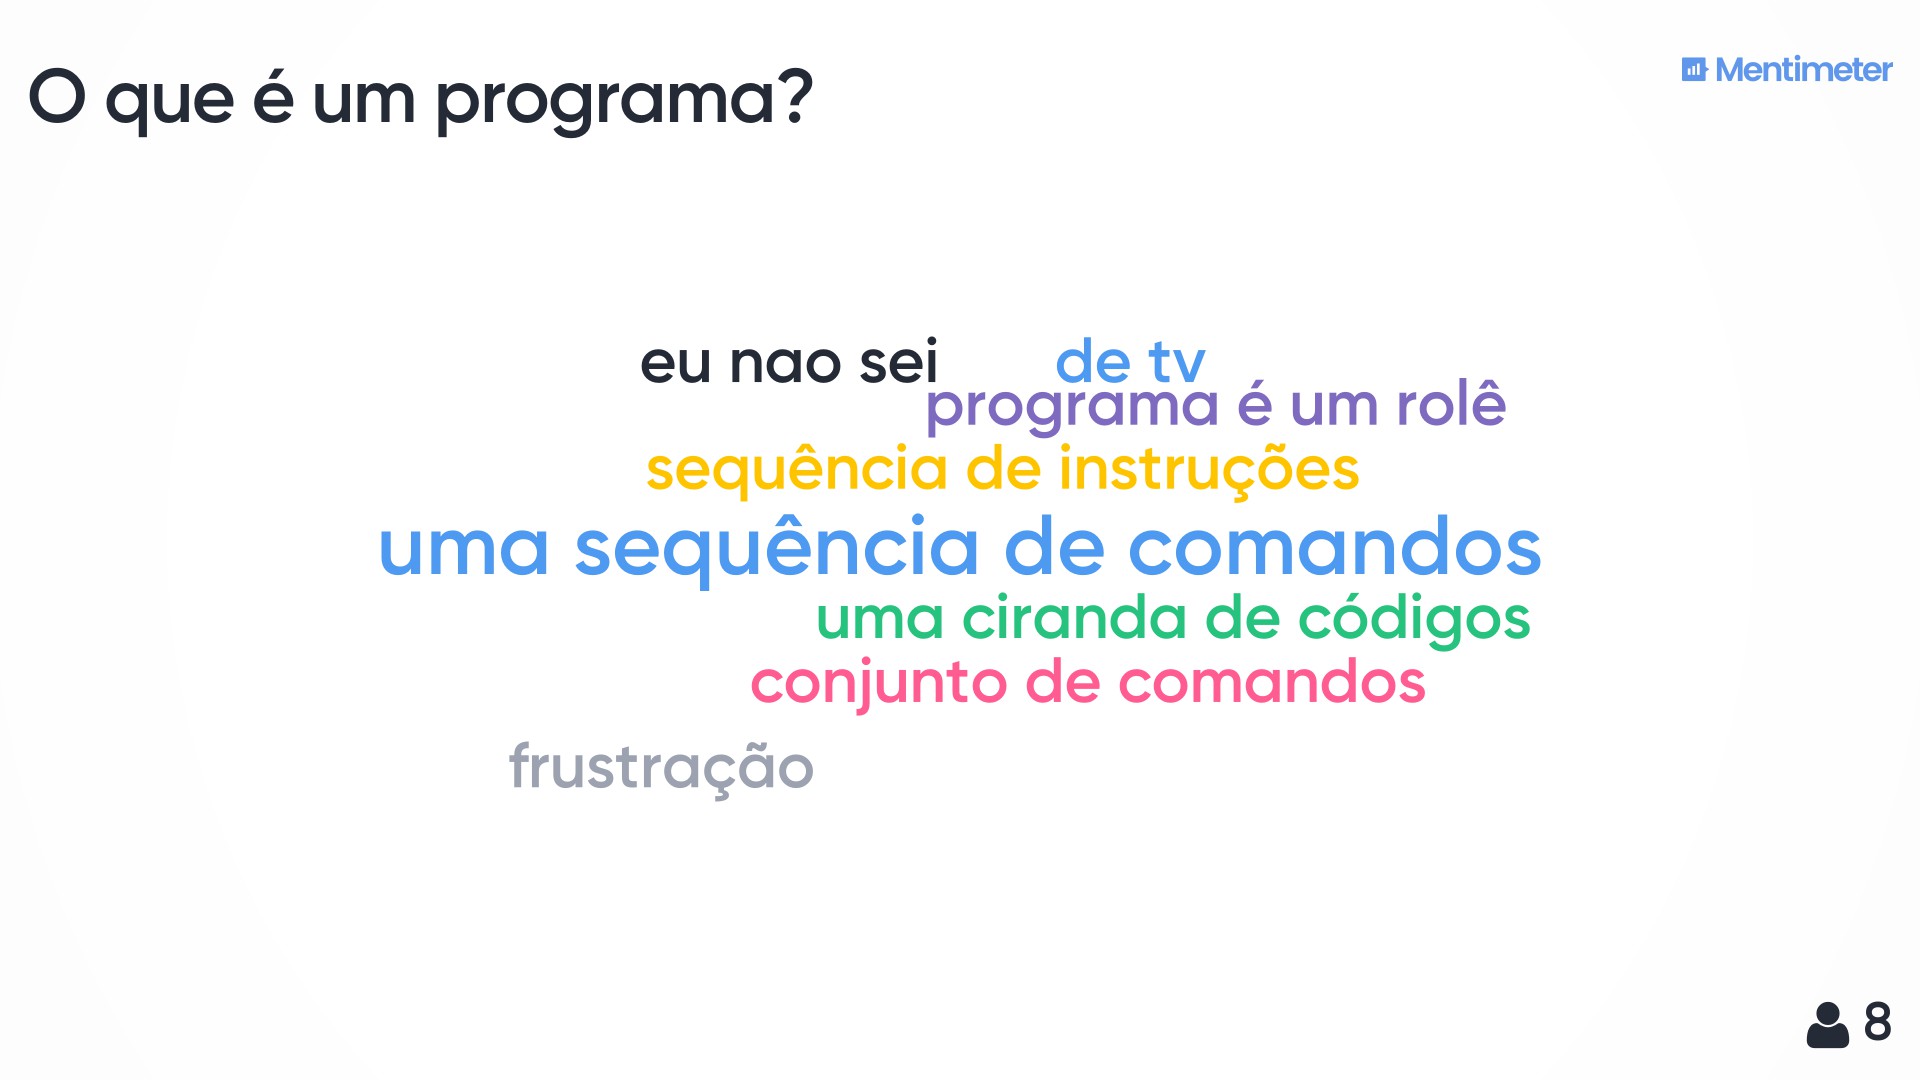 O que é um programa?
Mentimeter
eu nao sei
de tv
programa é um rolê
sequência de instruções
uma sequência de comandos
uma ciranda de códigos
conjunto de comandos
frustração
8